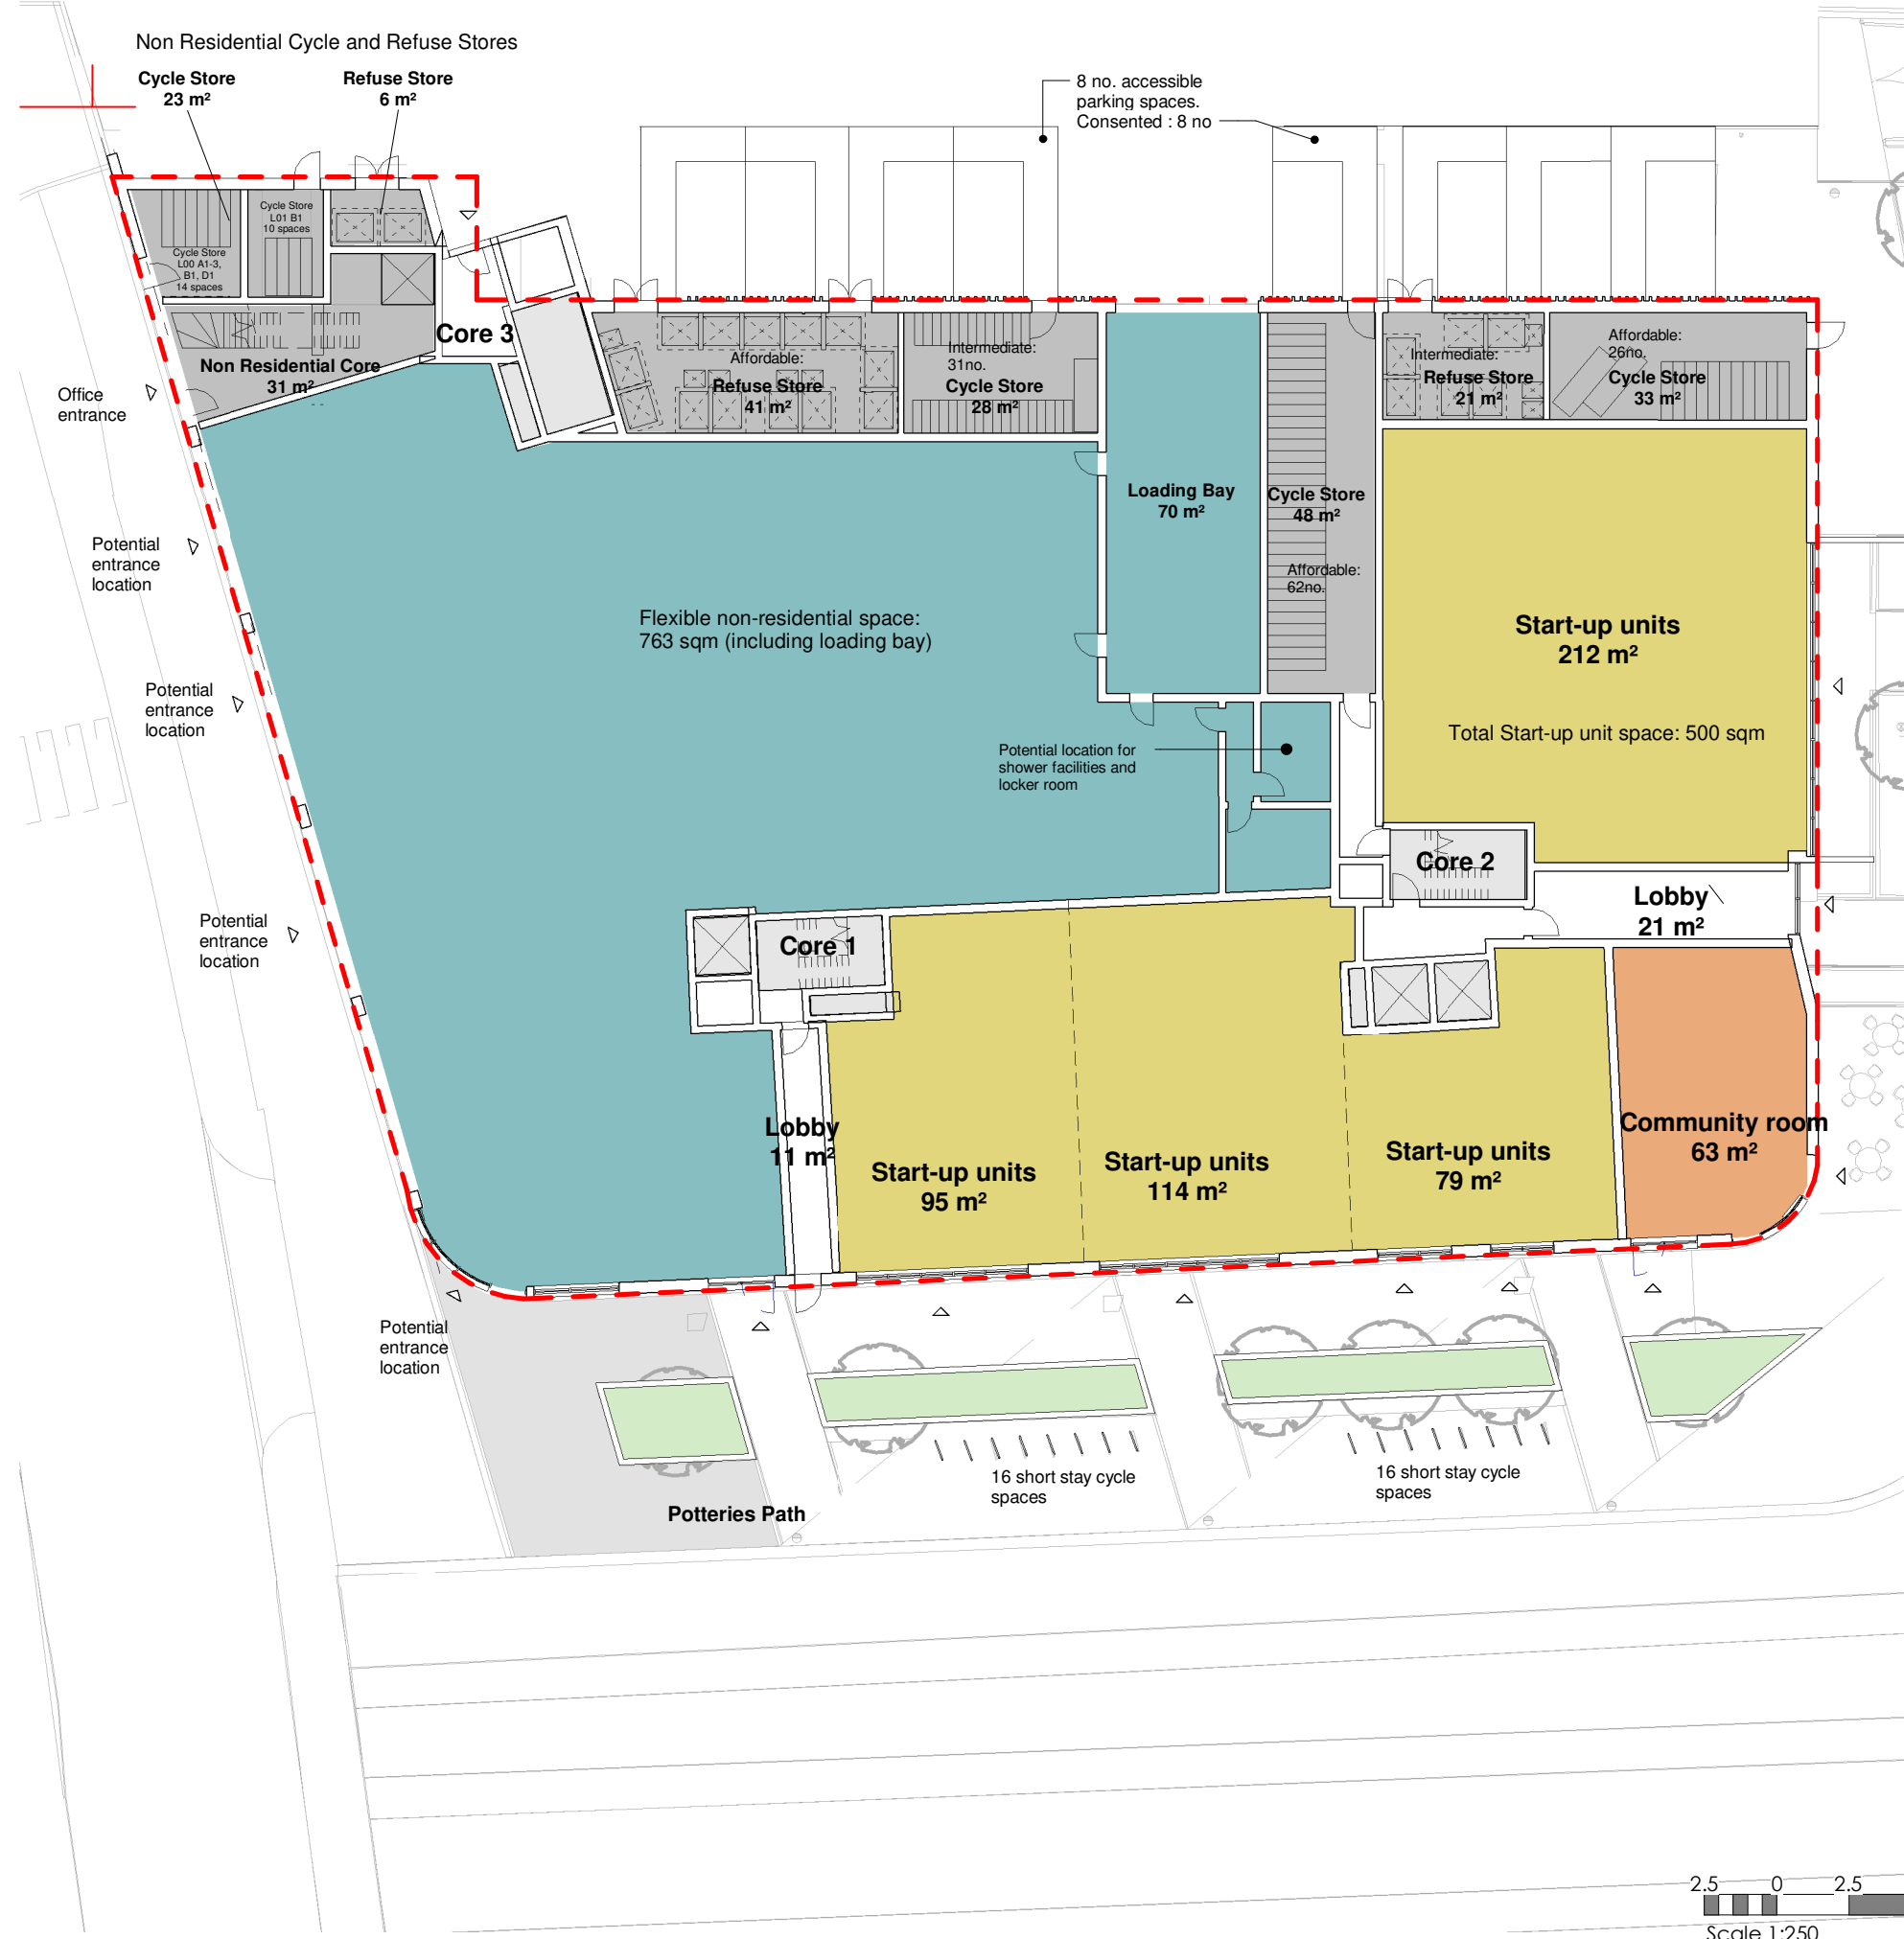 Non Residential Cycle and Refuse Stores
Cycle Store
23 m²
Refuse Store
6 m²
8 no. accessible
parking spaces.
Consented : 8 no
Cycle Store
L01 B1
10 spaces
Cycle Store
L00 A1-3,
B1, D1
14 spaces
Core 3
Non Residential Core
31 m²
Office
entrance
Affordable:
Refuse Store
41 m²
Intermediate:
31no.
Cycle Store
28 m²
Intermediate:
Refuse Store
21 m²
Affordable:
26no.
Cycle Store
33 m²
Loading Bay
70 m²
Cycle Store
48 m²
Affordable:
62no.
Potential
entrance
location
Flexible non-residential space:
763 sqm (including loading bay)
Start-up units
212 m²
Total Start-up unit space: 500 sqm
Potential
entrance
location
Potential location for
shower facilities and
locker room
Core 2
Lobby
21 m²
Potential
entrance
location
Core 1
Lobby
11 m²
Start-up units
95 m²
Start-up units
114 m²
Start-up units
79 m²
Community room
63 m²
Potential
entrance
location
16 short stay cycle
spaces
16 short stay cycle
spaces
Potteries Path
2.5 0 2.5
Scale 1:250